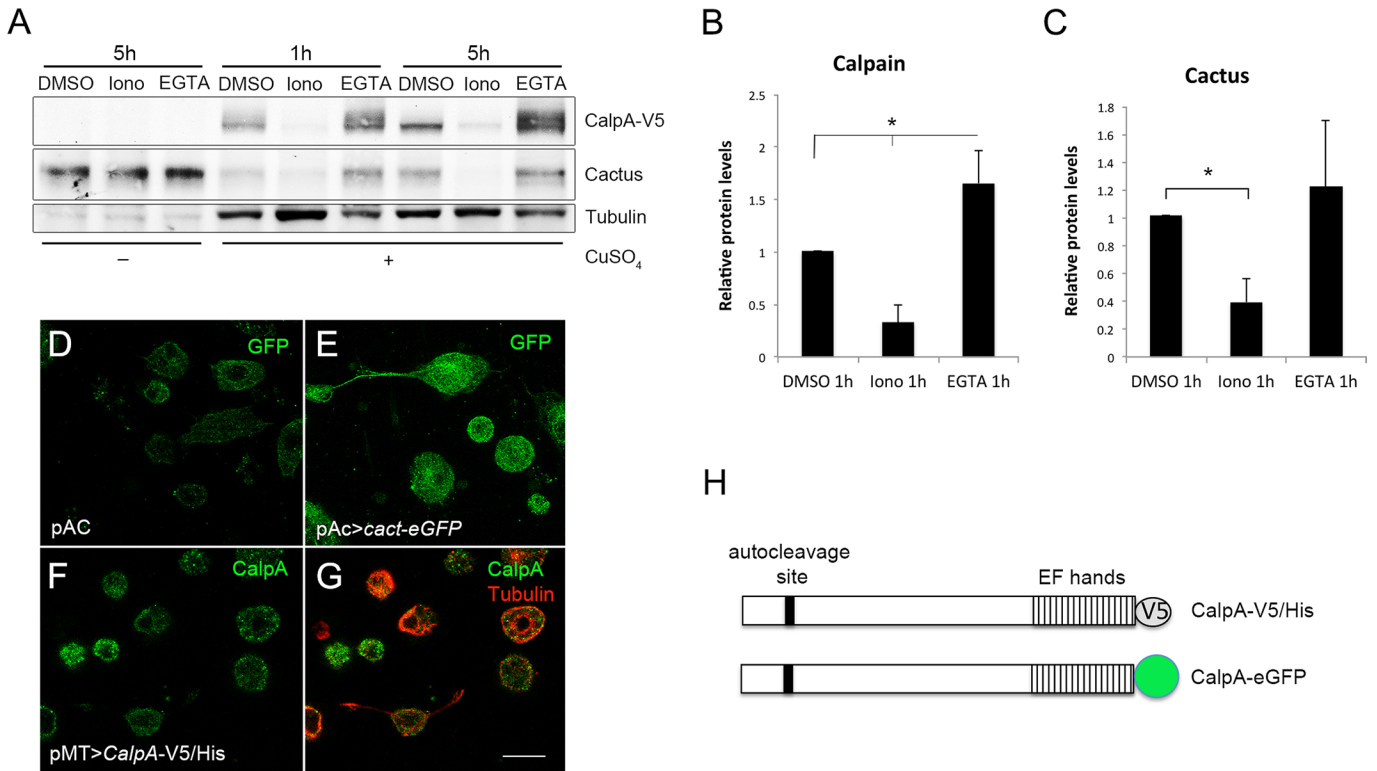 A
5h 1h 5h
DMSO Iono EGTA DMSO Iono EGTA DMSO Iono EGTA
CalpA-V5
Cactus
Tubulin
– + CuSO4
B
Calpain
Relative protein levels
2.5
2
1.5
1
0.5
0
*
DMSO 1h Iono 1h EGTA 1h
C
Cactus
Relative protein levels
1.8
1.6
1.4
1.2
1.0
0.8
0.6
0.4
0.2
0
*
DMSO 1h Iono 1h EGTA 1h
D GFP
pAC
E GFP
pAc>cact-eGFP
F CalpA
pMT>CalpA-V5/His
G CalpA
Tubulin
H
autocleavage
site
EF hands
V5 CalpA-V5/His
CalpA-eGFP